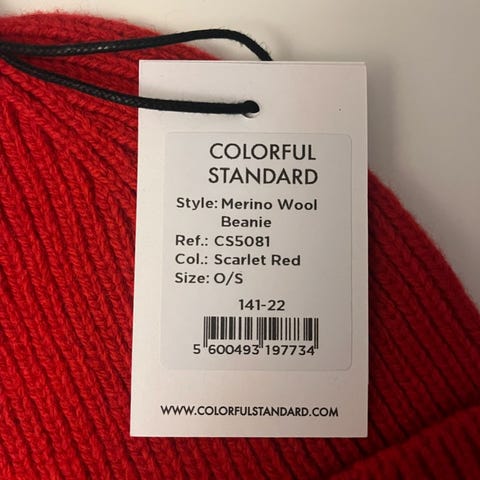 COLORFUL
STANDARD
Style: Merino Wool
Beanie
Ref.: CS5081
Col.: Scarlet Red
Size: O/S
141-22
5 600493 197734
WWW.COLORFULSTANDARD.COM